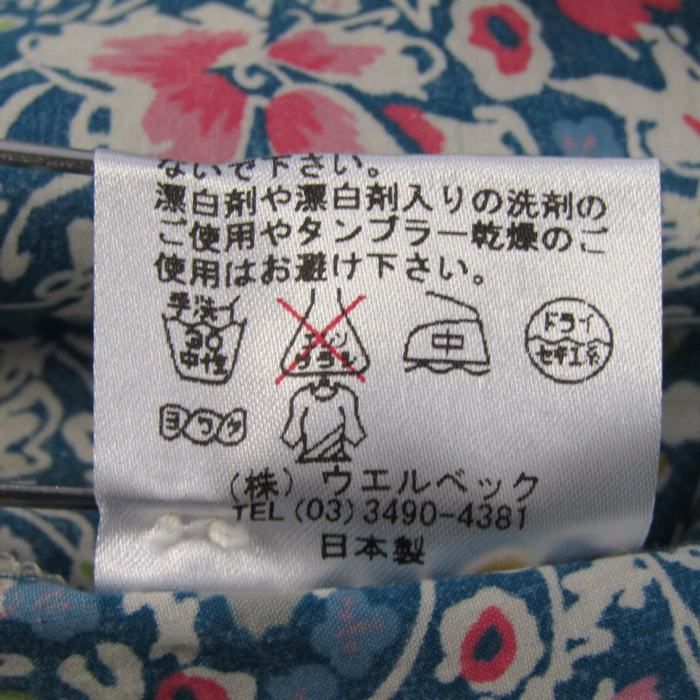 ないで下さい。
漂白剤や漂白剤入りの洗剤の
ご使用やタンブラー乾燥のご
使用はお避け下さい。
手洗イ
30
中性
エンソ
サラシ
中
ドライ
セキユ系
ヨワク
(株) ウエルベック
TEL (03) 3490-4381
日本製